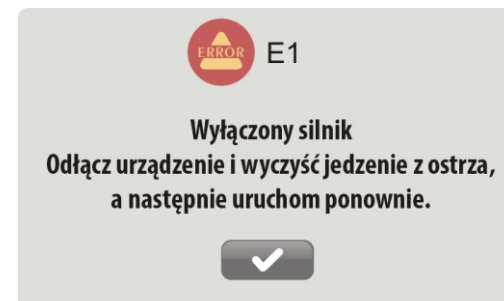 ERROR E1
Wyłączony silnik
Odłącz urządzenie i wyczyść jedzenie z ostrza,
a następnie uruchom ponownie.